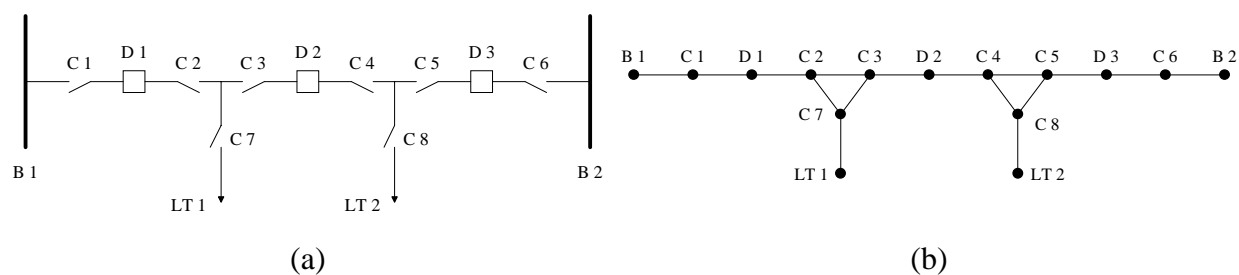 C 1 D 1 C 2 C 3 D 2 C 4 C 5 D 3 C 6
C 7 C 8
B 1 B 2
LT 1 LT 2
(a)
B 1 C 1 D 1 C 2 C 3 D 2 C 4 C 5 D 3 C 6 B 2
C 7 C 8
LT 1 LT 2
(b)